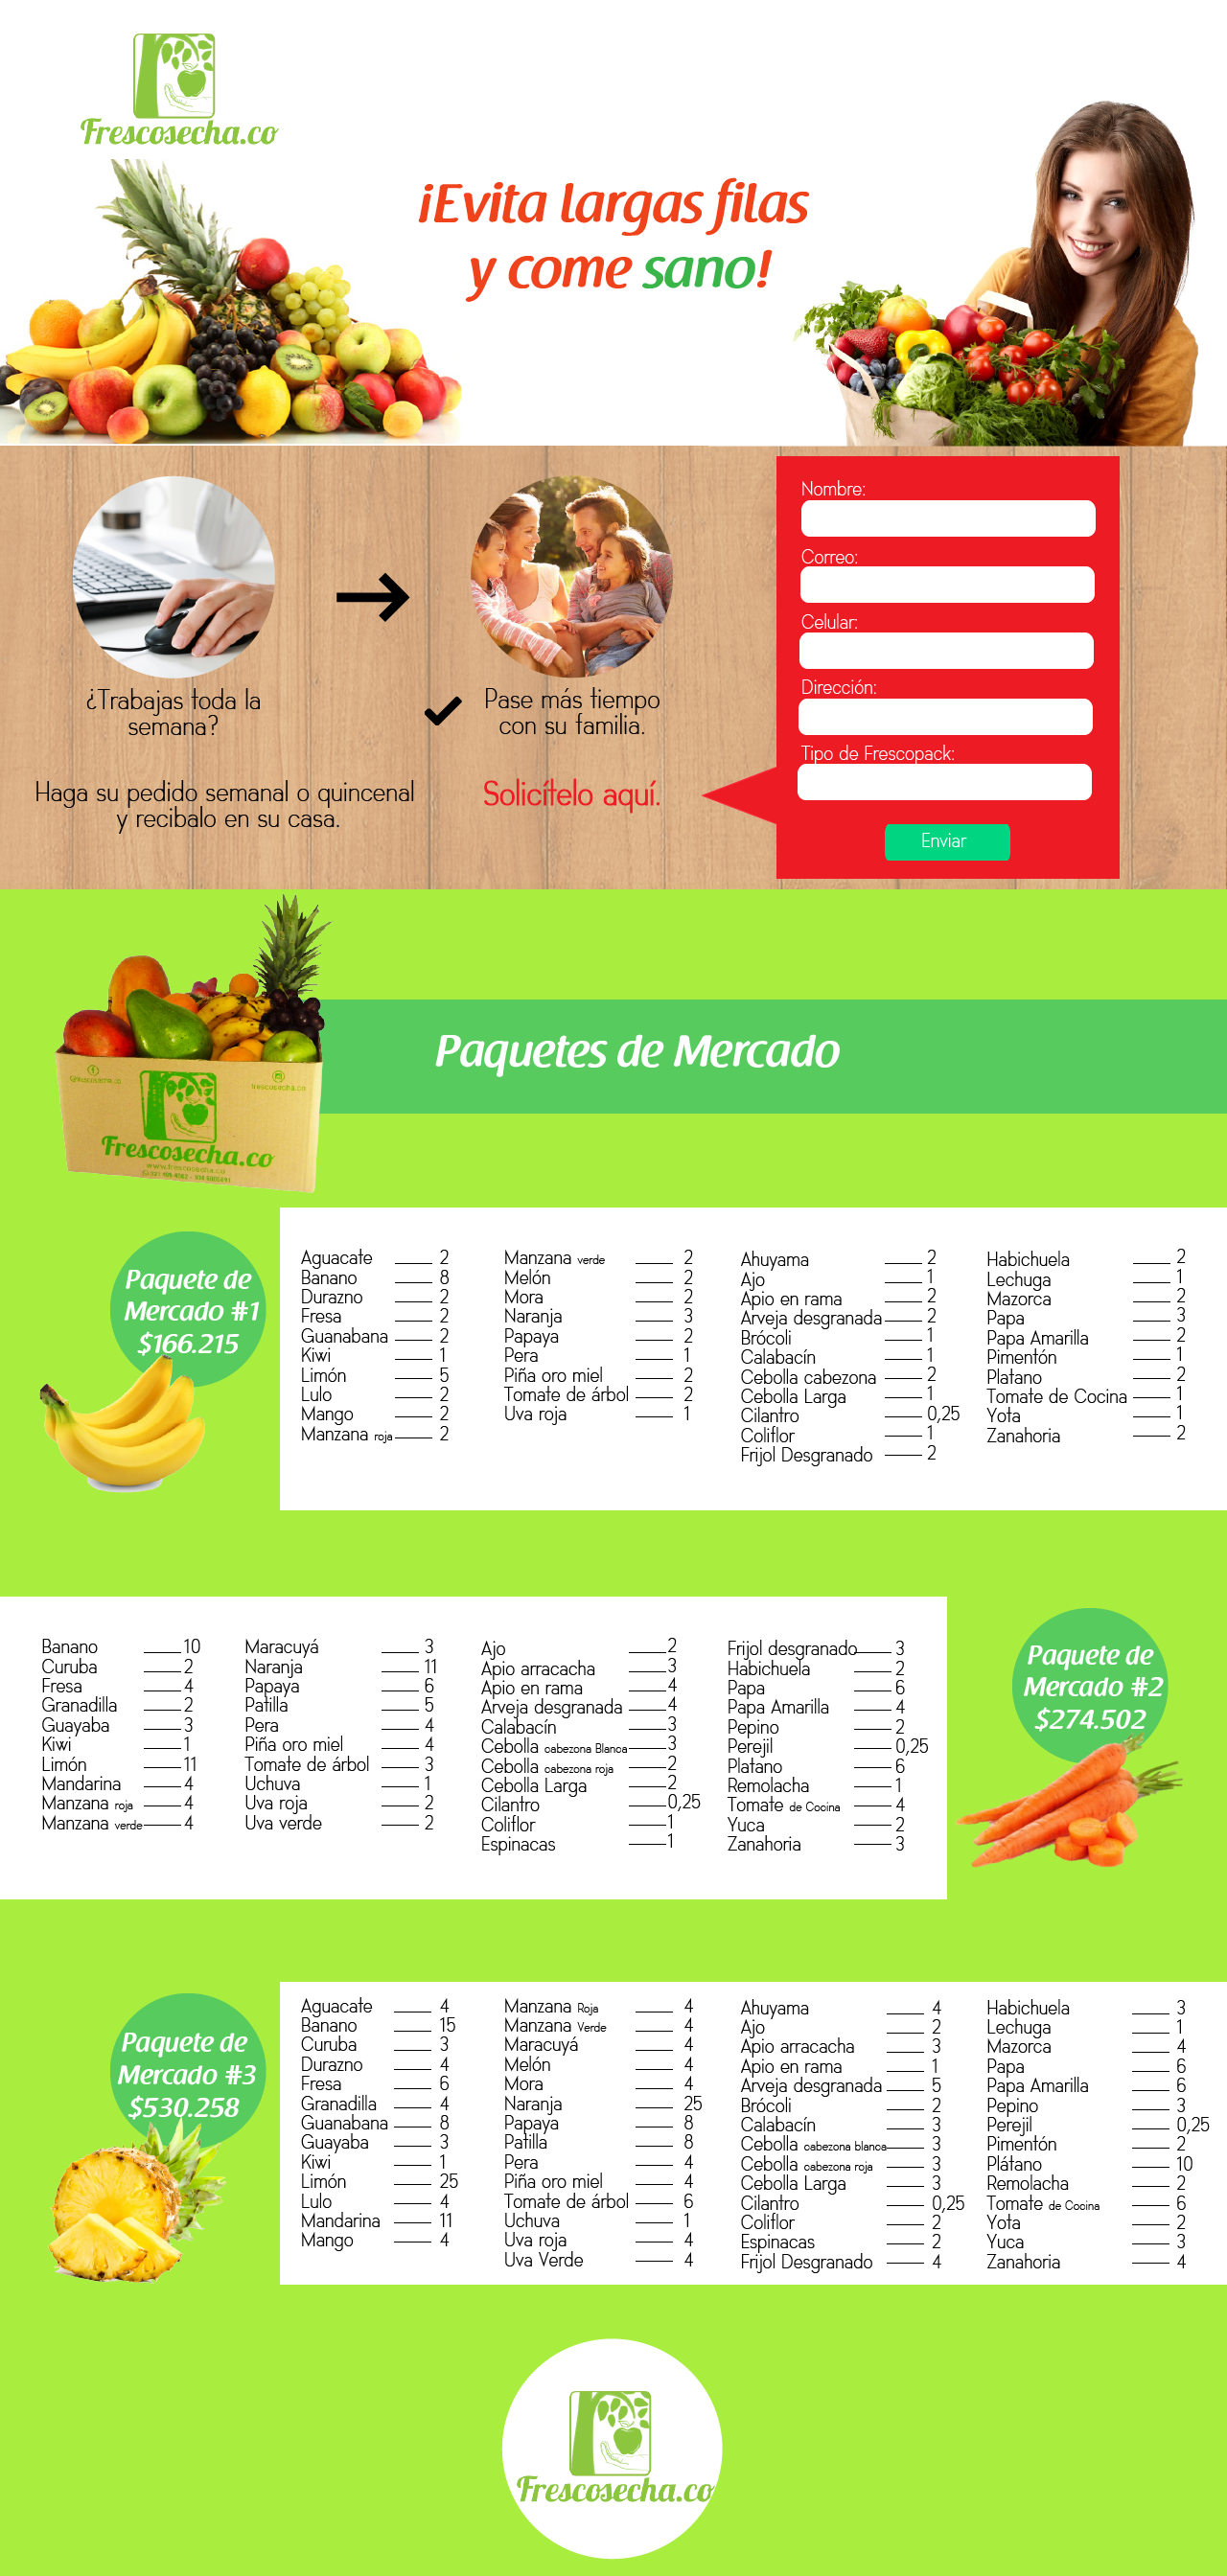 Frescosecha.co
¡Evita largas filas
y come sano!
¿Trabajas toda la
semana?
Pase más tiempo
con su familia.
Haga su pedido semanal o quincenal
y recibalo en su casa.
Solicítelo aquí.
Nombre:
Correo:
Celular:
Dirección:
Tipo de Frescopack:
Enviar
frescosecha.co
Frescosecha.co
www.frescosecha.co
Paquetes de Mercado
Paquete de
Mercado #1
$166.215
Aguacate 2
Banano 8
Durazno 2
Fresa 2
Guanabana 2
Kiwi 1
Limón 5
Lulo 2
Mango 2
Manzana roja 2
Manzana verde 2
Melón 2
Mora 2
Naranja 3
Papaya 2
Pera 1
Piña oro miel 2
Tomate de árbol 2
Uva roja 1
Ahuyama 2
Ajo 1
Apio en rama 2
Arveja desgranada 2
Brócoli 1
Calabacín 1
Cebolla cabezona 2
Cebolla Larga 1
Cilantro 0,25
Coliflor 1
Frijol Desgranado 2
Habichuela 2
Lechuga 1
Mazorca 2
Papa 3
Papa Amarilla 2
Pimentón 1
Platano 2
Tomate de Cocina 1
Yota 1
Zanahoria 2
Banano 10
Curuba 2
Fresa 4
Granadilla 2
Guayaba 3
Kiwi 1
Limón 11
Mandarina 4
Manzana roja 4
Manzana verde 4
Maracuyá 3
Naranja 11
Papaya 6
Patilla 5
Pera 4
Piña oro miel 4
Tomate de árbol 3
Uchuva 1
Uva roja 2
Uva verde 2
Ajo 2
Apio arracacha 3
Apio en rama 4
Arveja desgranada 4
Calabacín 3
Cebolla cabezona Blanca 3
Cebolla cabezona roja 2
Cebolla Larga 2
Cilantro 0,25
Coliflor 1
Espinacas 1
Frijol desgranado 3
Habichuela 2
Papa 6
Papa Amarilla 4
Pepino 2
Perejil 0,25
Platano 6
Remolacha 1
Tomate de Cocina 4
Yuca 2
Zanahoria 3
Paquete de
Mercado #2
$274.502
Paquete de
Mercado #3
$530.258
Aguacate 4
Banano 15
Curuba 3
Durazno 4
Fresa 6
Granadilla 4
Guanabana 8
Guayaba 3
Kiwi 1
Limón 25
Lulo 4
Mandarina 11
Mango 4
Manzana Roja 4
Manzana Verde 4
Maracuyá 4
Melón 4
Mora 4
Naranja 25
Papaya 8
Patilla 8
Pera 4
Piña oro miel 4
Tomate de árbol 6
Uchuva 1
Uva roja 4
Uva Verde 4
Ahuyama 4
Ajo 2
Apio arracacha 3
Apio en rama 1
Arveja desgranada 5
Brócoli 2
Calabacín 3
Cebolla cabezona blanca 3
Cebolla cabezona roja 3
Cebolla Larga 3
Cilantro 0,25
Coliflor 2
Espinacas 2
Frijol Desgranado 4
Habichuela 3
Lechuga 1
Mazorca 4
Papa 6
Papa Amarilla 6
Pepino 3
Perejil 0,25
Pimentón 2
Plátano 10
Remolacha 2
Tomate de Cocina 6
Yota 2
Yuca 3
Zanahoria 4
Frescosecha.co